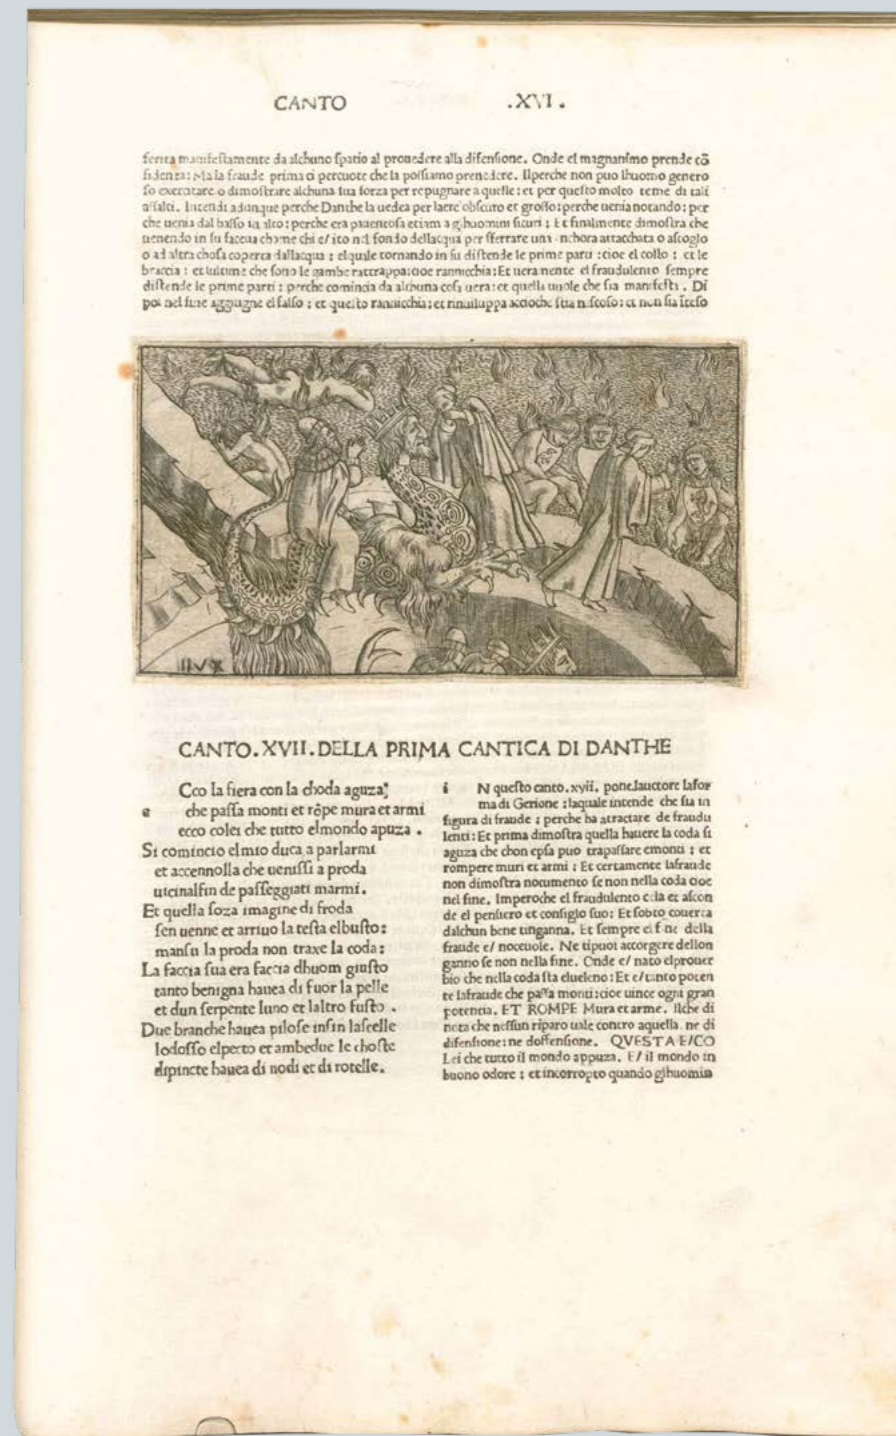 CANTO .XVI.
ferita manifestamente da alchuno spatio al prouedere alla difensione. Onde el magnanimo prende cõ
fidenza: Ma la fraude prima ci percuote che la possiamo preuedere. Ilperche non puo lhuomo genero
so exercitare o dimostrare alchuna sua forza per repugnare a quelle: et per questo molto teme di tali
assalti. Intendi adunque perche Danthe la uedea per laere obscuro et grosso: perche uenia notando: per
che uenia dal basso in alto: perche era pauentosa etiam a glhuomini sicuri; Et finalmente dimostra che
uenendo in su faceua chome chi e/ ito nel fondo dellacqua per sferrare una anchora attacchata o a scoglio
o ad altra chosa coperta dallacqua: elquale tornando in su distende le prime parti: cioe el collo: et le
braccia: et lultime che sono le gambe rattrappa: cioe rannicchia: Et ueramente el fraudulento sempre
distende le prime parti: perche comincia da alchuna cosa uera: et quella uuole che sia manifesta. Di
poi nel fine aggiugne el falso: et questo rannicchia: et rinuiluppa accioche stia nascoso: et non sia ĩteso
IIVX
CANTO.XVII.DELLA PRIMA CANTICA DI DANTHE
Cco la fiera con la choda aguza:
e che passa monti et rõpe mura et armi
ecco colei che tutto elmondo apuza.
Si comincio elmio duca a parlarmi
et accennolla che uenissi a proda
uicinalfin de passeggiati marmi.
Et quella soza imagine di froda
sen uenne et arriuo la testa elbusto:
mansu la proda non traxe la coda:
La faccia sua era faccia dhuom giusto
tanto benigna hauea di fuor la pelle
et dun serpente luno et laltro fusto.
Due branche hauea pilose infin lascelle
lodosso elpecto et ambedue le choste
dipincte hauea di nodi et di rotelle.
i N questo canto.xvii. pone lauctore lafor
ma di Gerione: laquale intende che sia in
figura di fraude: perche ha atractare de fraudu
lenti: Et prima dimostra quella hauere la coda si
aguza che chon epsa puo trapassare e monti: et
rompere muri et armi: Et certamente lafraude
non dimostra nocumento se non nella coda cioe
nel fine. Imperoche el fraudulento cela et ascon
de el pensiero et consiglo suo: Et sobto couerta
dalchun bene tinganna. Et sempre el fine della
fraude e/ noceuole. Ne tipuoi accorgere dellon
ganno se non nella fine. Onde e/ nato elprouer
bio che nella coda sta elueleno: Et e/ tanto poten
te lafraude che passa monti: cioe uince ogni gran
potentia. ET ROMPE Mura et arme. Ilche di
nota che nessun riparo uale contro aquella. ne di
difensione: ne doffensione. QVESTA E/CO
Lei che tutto il mondo appuza. E/ il mondo in
buono odore: et incorropto quando glhuomin